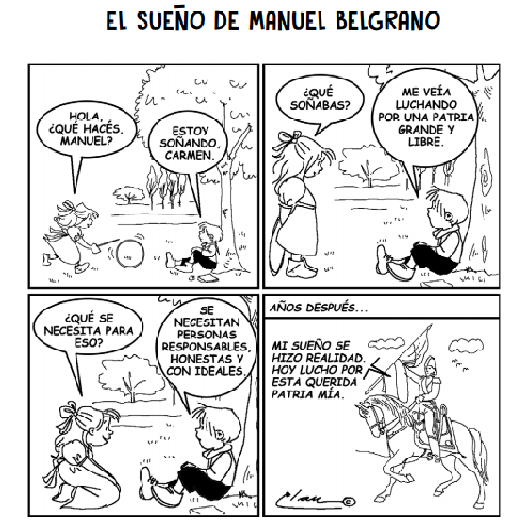 EL SUEÑO DE MANUEL BELGRANO
HOLA,
¿QUÉ HACÉS,
MANUEL?
ESTOY
SOÑANDO,
CARMEN.
¿QUÉ
SOÑABAS?
ME VEÍA
LUCHANDO
POR UNA PATRIA
GRANDE Y
LIBRE.
¿QUÉ SE
NECESITA PARA
ESO?
SE
NECESITAN
PERSONAS
RESPONSABLES,
HONESTAS Y
CON IDEALES.
AÑOS DESPUÉS...
MI SUEÑO SE
HIZO REALIDAD.
HOY LUCHO POR
ESTA QUERIDA
PATRIA MÍA.